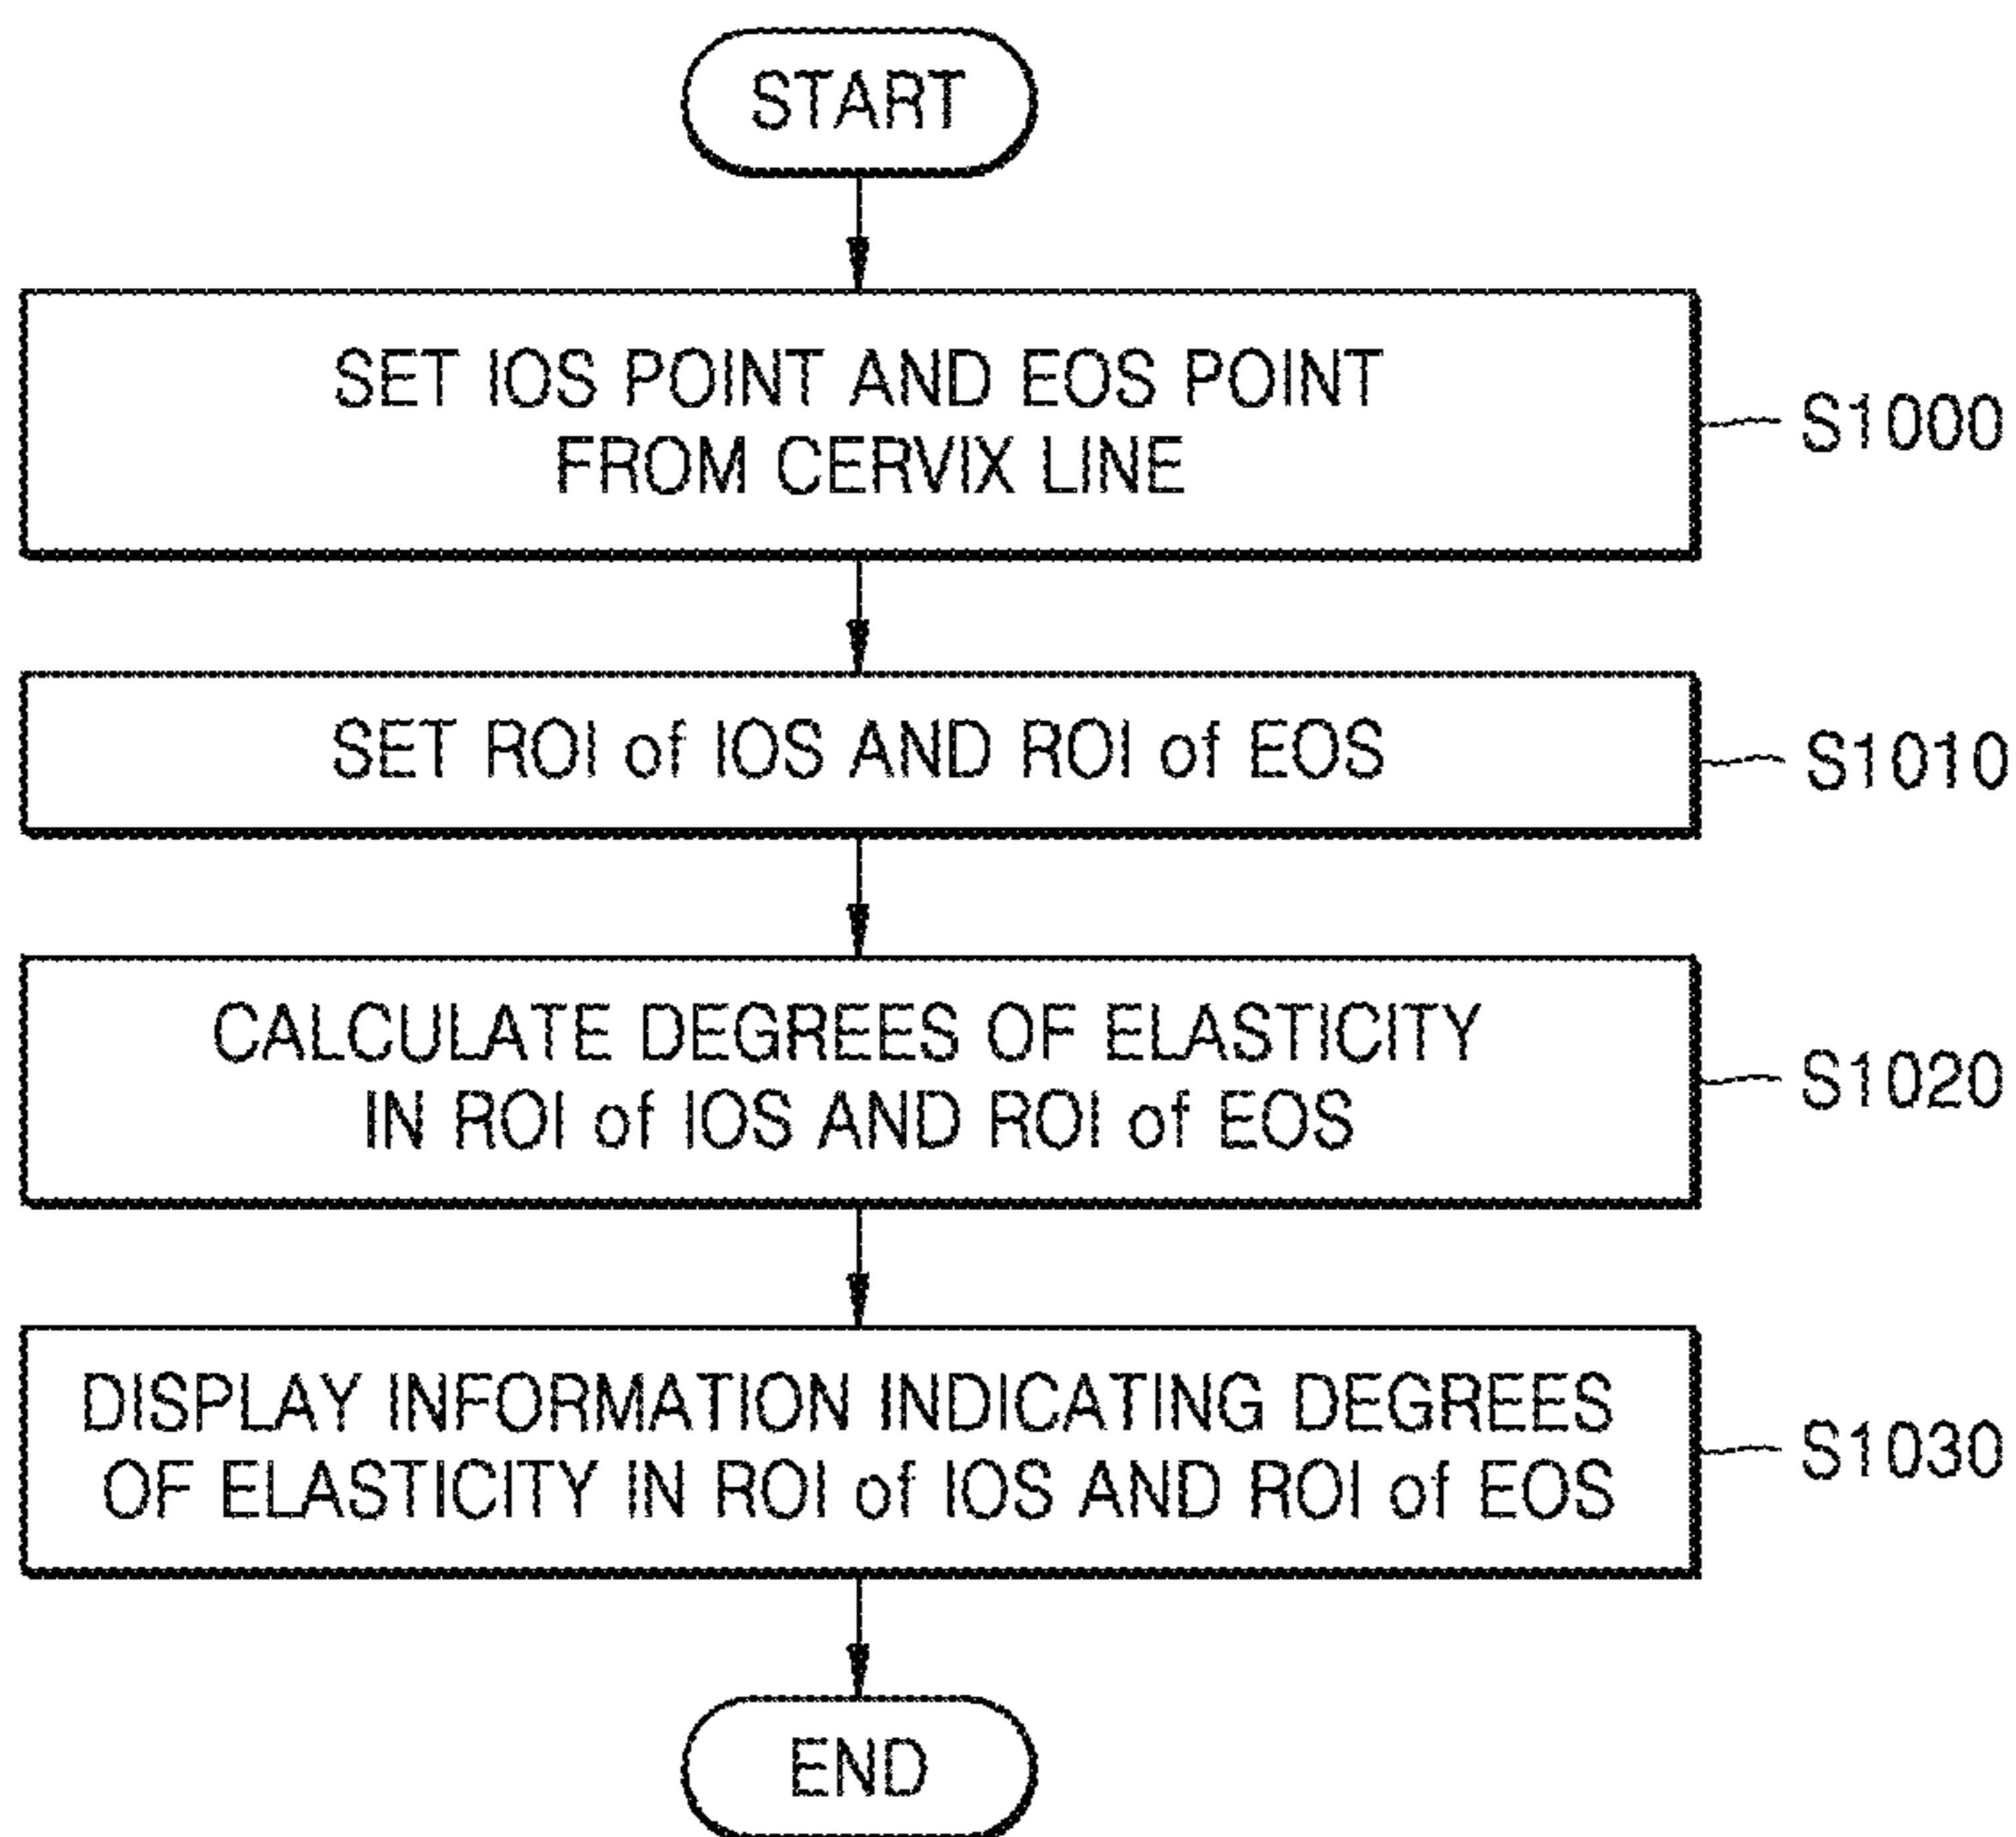 START
SET IOS POINT AND EOS POINT
FROM CERVIX LINE
S1000
SET ROI of IOS AND ROI of EOS
S1010
CALCULATE DEGREES OF ELASTICITY
IN ROI of IOS AND ROI of EOS
S1020
DISPLAY INFORMATION INDICATING DEGREES
OF ELASTICITY IN ROI of IOS AND ROI of EOS
S1030
END